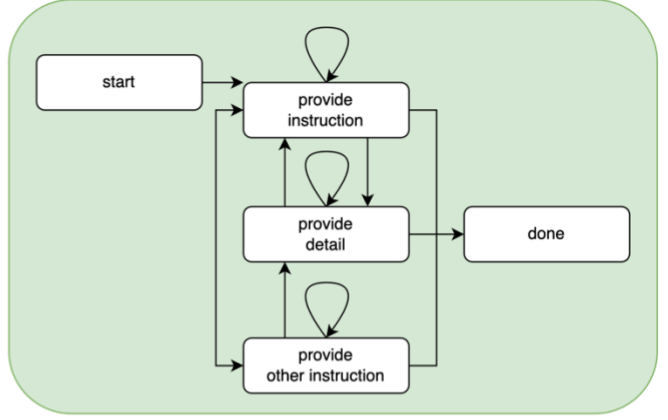 start
provide
instruction
provide
detail
done
provide
other instruction